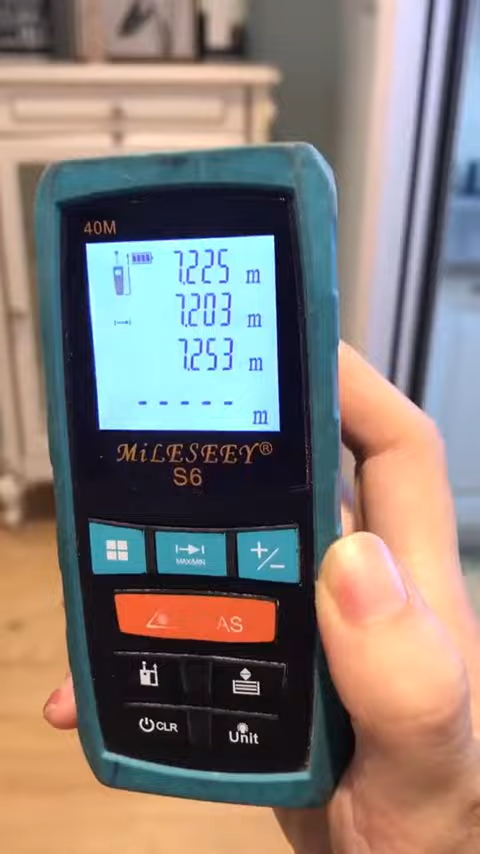 40M
7.225 m
7.203 m
7.253 m
----- m
MiLESEEY®
S6
MAX/MIN
+/-
AS
CLR
Unit